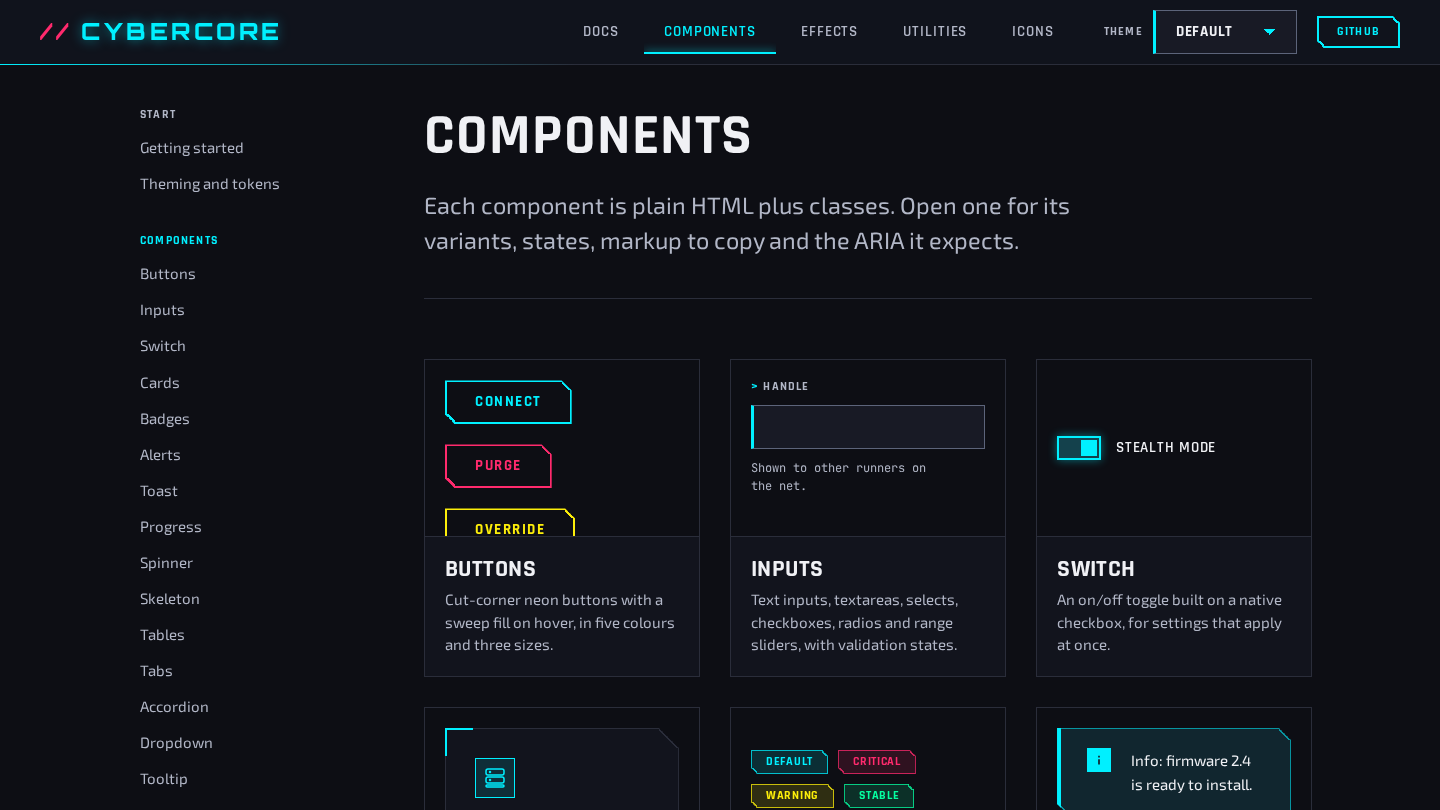 // CYBERCORE
DOCS
COMPONENTS
EFFECTS
UTILITIES
ICONS
THEME
DEFAULT
GITHUB
START
Getting started
Theming and tokens
COMPONENTS
Buttons
Inputs
Switch
Cards
Badges
Alerts
Toast
Progress
Spinner
Skeleton
Tables
Tabs
Accordion
Dropdown
Tooltip
COMPONENTS
Each component is plain HTML plus classes. Open one for its
variants, states, markup to copy and the ARIA it expects.
CONNECT
PURGE
OVERRIDE
BUTTONS
Cut-corner neon buttons with a
sweep fill on hover, in five colours
and three sizes.
> HANDLE
Shown to other runners on
the net.
INPUTS
Text inputs, textareas, selects,
checkboxes, radios and range
sliders, with validation states.
STEALTH MODE
SWITCH
An on/off toggle built on a native
checkbox, for settings that apply
at once.
DEFAULT
CRITICAL
WARNING
STABLE
Info: firmware 2.4
is ready to install.